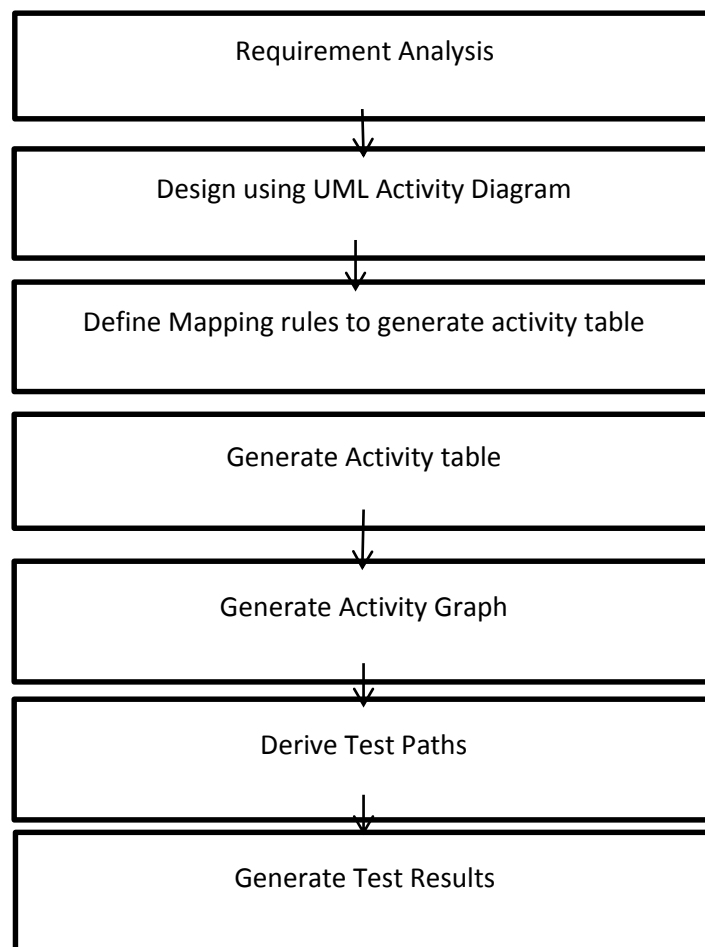 Requirement Analysis
Design using UML Activity Diagram
Define Mapping rules to generate activity table
Generate Activity table
Generate Activity Graph
Derive Test Paths
Generate Test Results